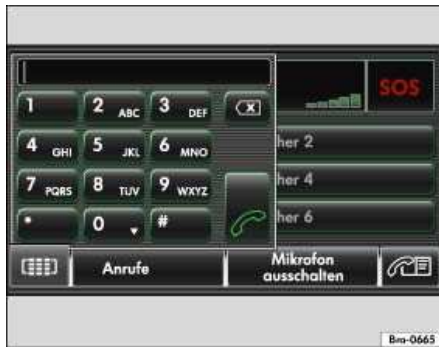 SOS
1 2 ABC 3 DEF
her 2
4 GHI 5 JKL 6 MNO
her 4
7 PQRS 8 TUV 9 WXYZ
her 6
* 0 #
Anrufe
Mikrofon
ausschalten
Bra-0665